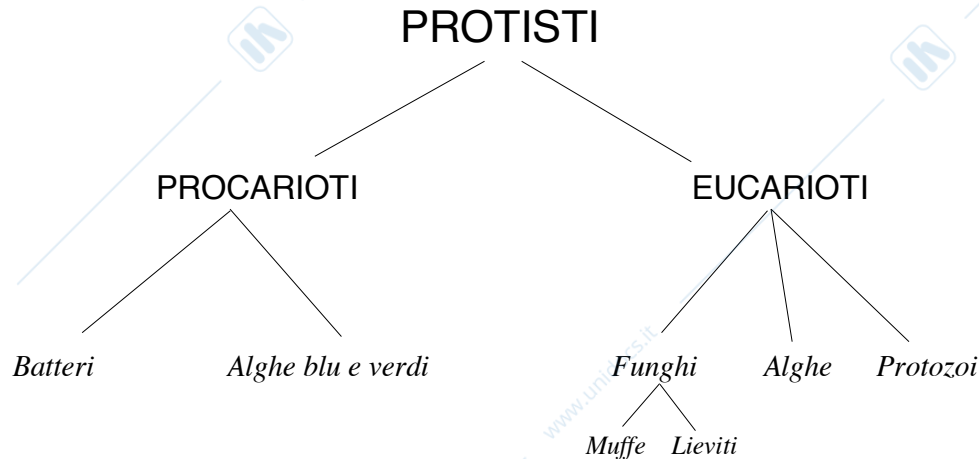 PROTISTI
PROCARIOTI EUCARIOTI
Batteri Alghe blu e verdi Funghi Alghe Protozoi
Muffe Lieviti